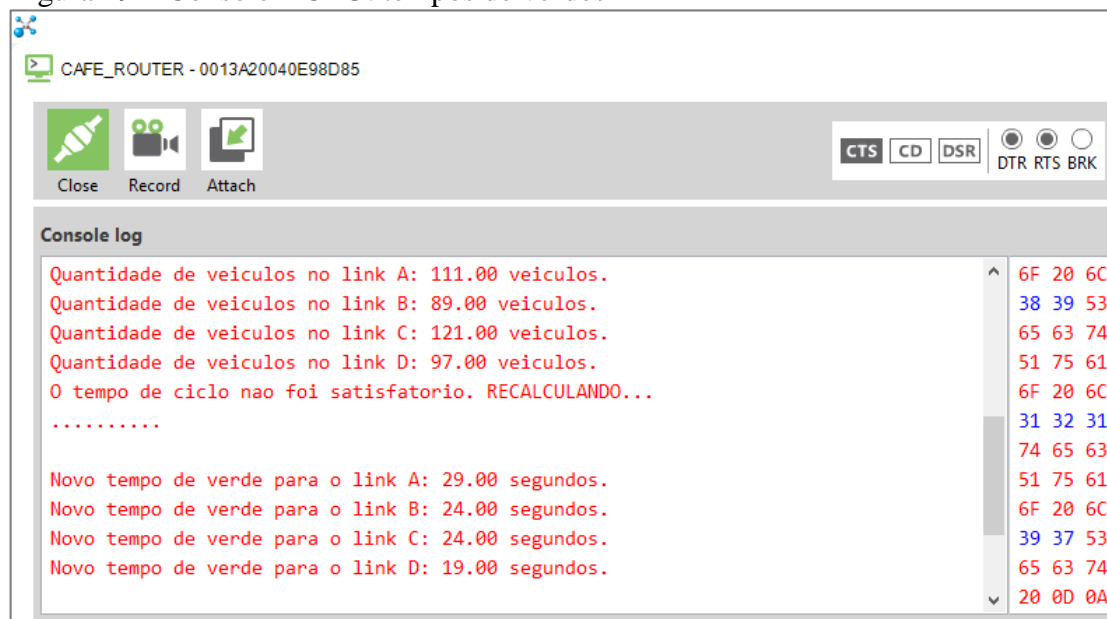 CAFE_ROUTER - 0013A20040E98D85
Close Record Attach
CTS CD DSR DTR RTS BRK
Console log
Quantidade de veiculos no link A: 111.00 veiculos.
Quantidade de veiculos no link B: 89.00 veiculos.
Quantidade de veiculos no link C: 121.00 veiculos.
Quantidade de veiculos no link D: 97.00 veiculos.
O tempo de ciclo nao foi satisfatorio. RECALCULANDO...
..........
Novo tempo de verde para o link A: 29.00 segundos.
Novo tempo de verde para o link B: 24.00 segundos.
Novo tempo de verde para o link C: 24.00 segundos.
Novo tempo de verde para o link D: 19.00 segundos.
6F 20 6C
38 39 53
65 63 74
51 75 61
6F 20 6C
31 32 31
74 65 63
51 75 61
6F 20 6C
39 37 53
65 63 74
20 0D 0A